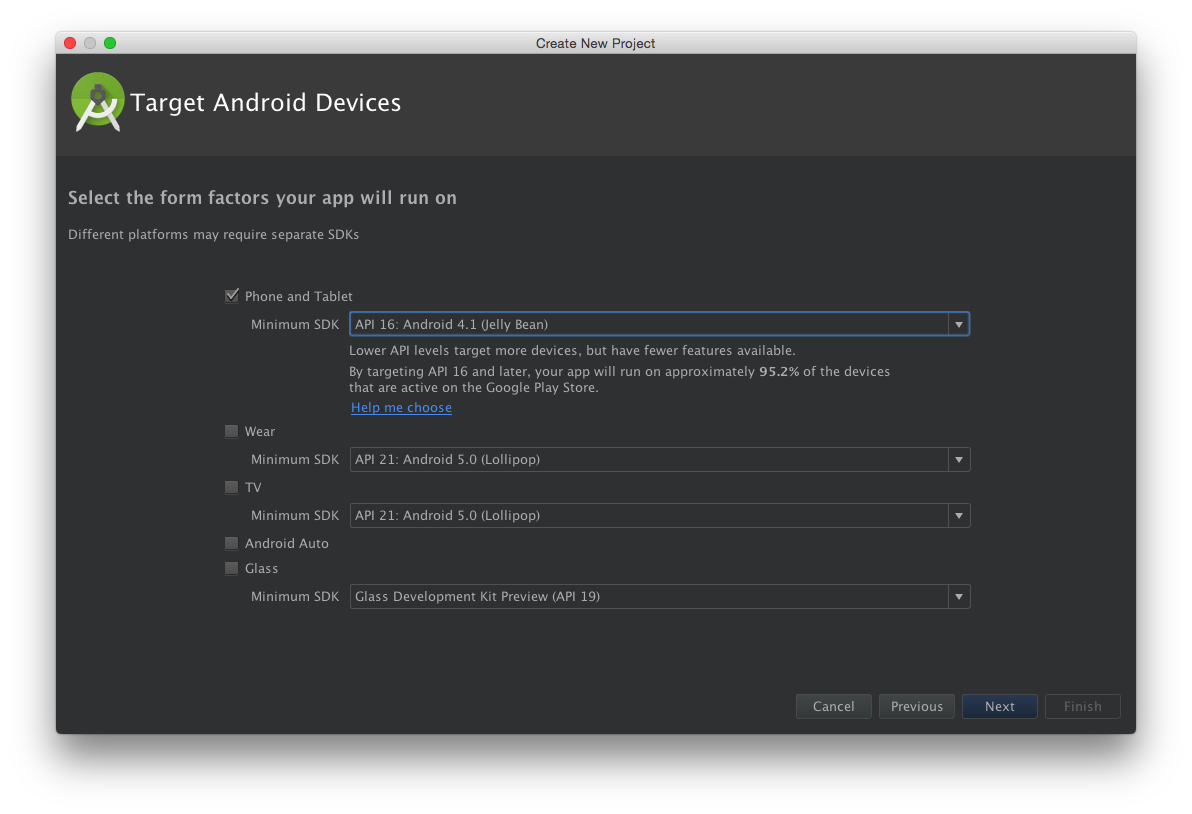 Create New Project
Target Android Devices
Select the form factors your app will run on
Different platforms may require separate SDKs
Phone and Tablet
Minimum SDK API 16: Android 4.1 (Jelly Bean)
Lower API levels target more devices, but have fewer features available.
By targeting API 16 and later, your app will run on approximately 95.2% of the devices
that are active on the Google Play Store.
Help me choose
Wear
Minimum SDK API 21: Android 5.0 (Lollipop)
TV
Minimum SDK API 21: Android 5.0 (Lollipop)
Android Auto
Glass
Minimum SDK Glass Development Kit Preview (API 19)
Cancel Previous Next Finish